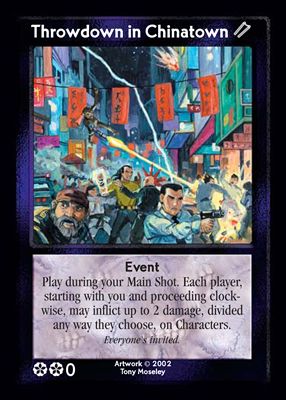 Throwdown in Chinatown
Event
Play during your Main Shot. Each player,
starting with you and proceeding clock-
wise, may inflict up to 2 damage, divided
any way they choose, on Characters.
Everyone's invited.
0
Artwork © 2002
Tony Moseley